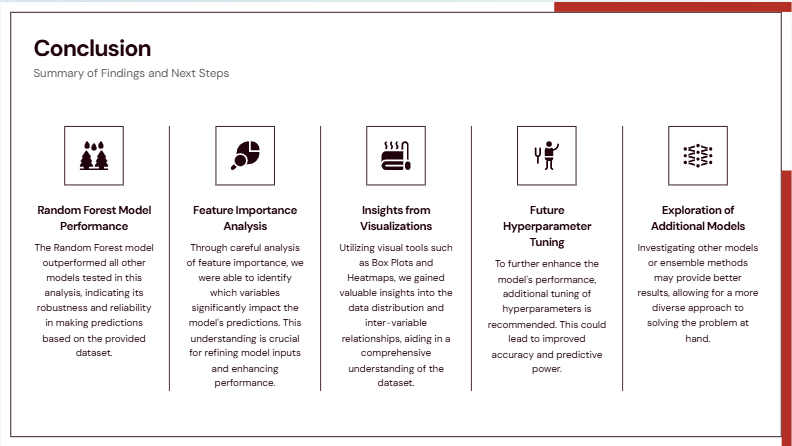 Conclusion
Summary of Findings and Next Steps
Random Forest Model
Performance
The Random Forest model
outperformed all other
models tested in this
analysis, indicating its
robustness and reliability
in making predictions
based on the provided
dataset.
Feature Importance
Analysis
Through careful analysis
of feature importance, we
were able to identify
which variables
significantly impact the
model's predictions. This
understanding is crucial
for refining model inputs
and enhancing
performance.
Insights from
Visualizations
Utilizing visual tools such
as Box Plots and
Heatmaps, we gained
valuable insights into the
data distribution and
inter-variable
relationships, aiding in a
comprehensive
understanding of the
dataset.
Future
Hyperparameter
Tuning
To further enhance the
model's performance,
additional tuning of
hyperparameters is
recommended. This could
lead to improved
accuracy and predictive
power.
Exploration of
Additional Models
Investigating other models
or ensemble methods
may provide better
results, allowing for a more
diverse approach to
solving the problem at
hand.